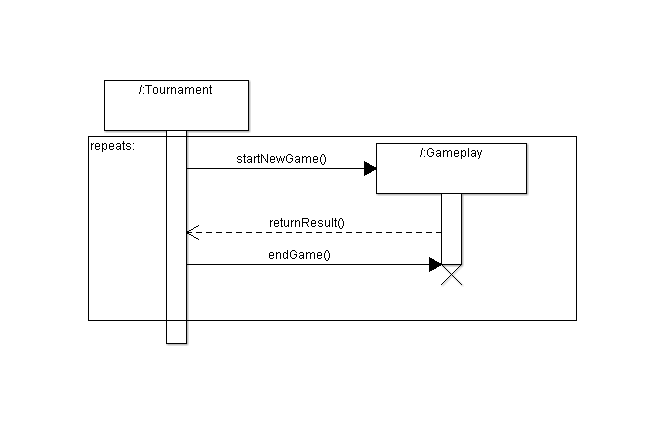 /:Tournament
repeats:
/:Gameplay
startNewGame()
returnResult()
endGame()